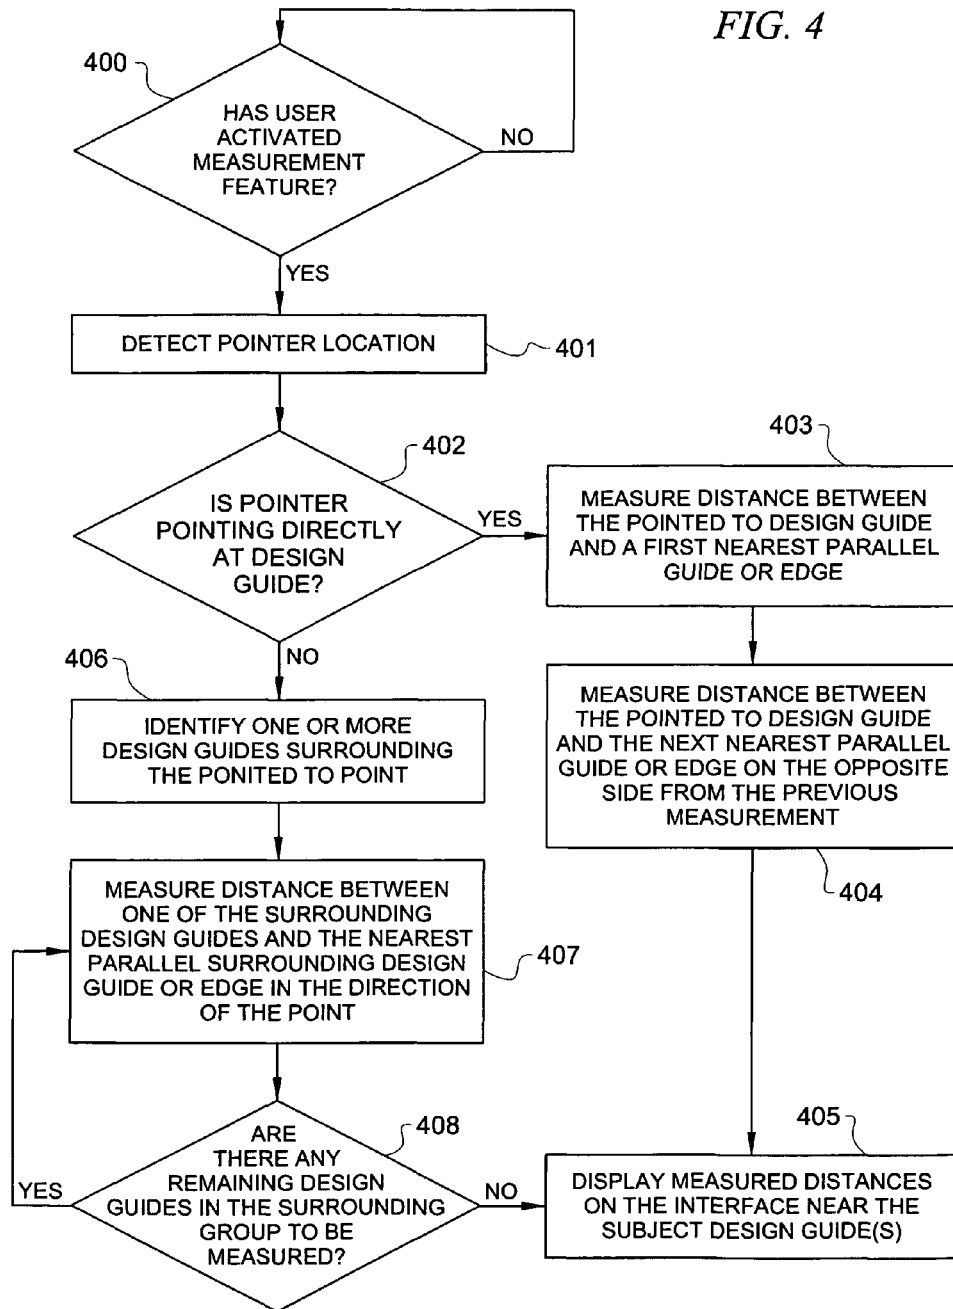 FIG. 4
400
HAS USER
ACTIVATED
MEASUREMENT
FEATURE?
NO
YES
DETECT POINTER LOCATION
401
402
IS POINTER
POINTING DIRECTLY
AT DESIGN
GUIDE?
YES
NO
403
MEASURE DISTANCE BETWEEN
THE POINTED TO DESIGN GUIDE
AND A FIRST NEAREST PARALLEL
GUIDE OR EDGE
MEASURE DISTANCE BETWEEN
THE POINTED TO DESIGN GUIDE
AND THE NEXT NEAREST PARALLEL
GUIDE OR EDGE ON THE OPPOSITE
SIDE FROM THE PREVIOUS
MEASUREMENT
404
406
IDENTIFY ONE OR MORE
DESIGN GUIDES SURROUNDING
THE PONITED TO POINT
MEASURE DISTANCE BETWEEN
ONE OF THE SURROUNDING
DESIGN GUIDES AND THE NEAREST
PARALLEL SURROUNDING DESIGN
GUIDE OR EDGE IN THE DIRECTION
OF THE POINT
407
408
ARE
THERE ANY
REMAINING DESIGN
GUIDES IN THE SURROUNDING
GROUP TO BE
MEASURED?
YES
NO
405
DISPLAY MEASURED DISTANCES
ON THE INTERFACE NEAR THE
SUBJECT DESIGN GUIDE(S)